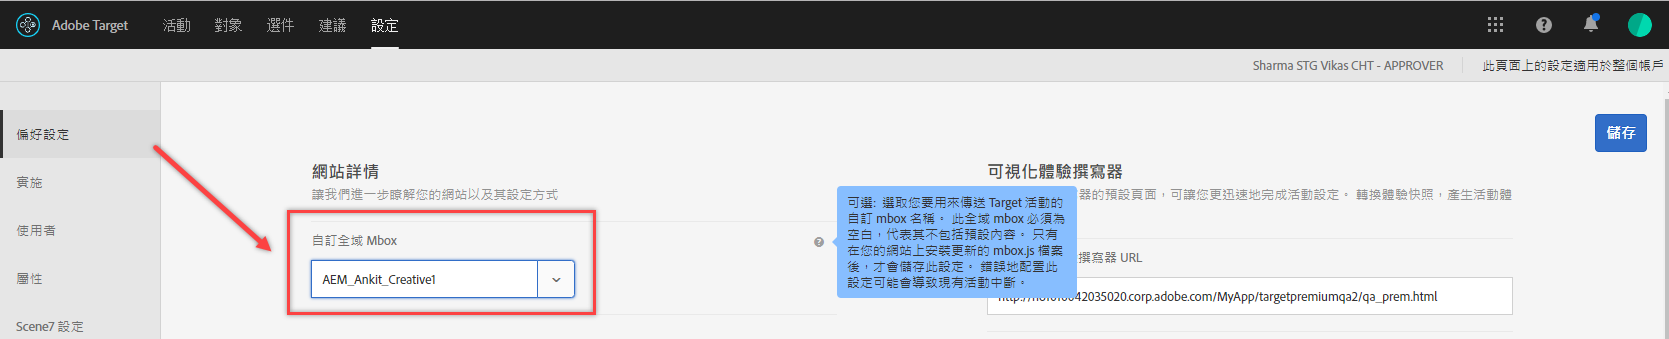 Adobe Target 活動 對象 選件 建議 設定
Sharma STG Vikas CHT - APPROVER 此頁面上的設定適用於整個帳戶
偏好設定
實施
使用者
屬性
Scene7 設定
儲存
網站詳情
讓我們進一步瞭解您的網站以及其設定方式
自訂全域 Mbox
AEM_Ankit_Creative1
可選: 選取您要用來傳送 Target 活動的
自訂 mbox 名稱。 此全域 mbox 必須為
空白，代表其不包括預設內容。 只有
在您的網站上安裝更新的 mbox.js 檔案
後，才會儲存此設定。 錯誤地配置此
設定可能會導致現有活動中斷。
可視化體驗撰寫器
器的預設頁面，可讓您更迅速地完成活動設定。 轉換體驗快照，產生活動體
撰寫器 URL
corp.adobe.com/MyApp/targetpremiumqa2/qa_prem.html